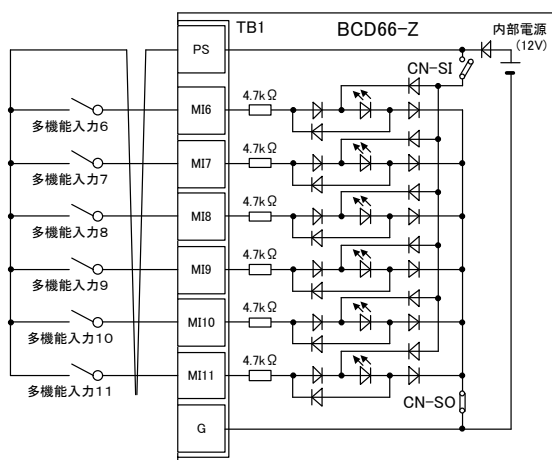 TB1
BCD66-Z
内部電源
(12V)
PS
CN-SI
MI6
4.7kΩ
多機能入力6
MI7
4.7kΩ
多機能入力7
MI8
4.7kΩ
多機能入力8
MI9
4.7kΩ
多機能入力9
MI10
4.7kΩ
多機能入力10
MI11
4.7kΩ
多機能入力11
CN-SO
G